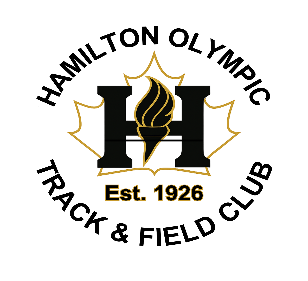 HAMILTON OLYMPIC
H
Est. 1926
TRACK & FIELD CLUB